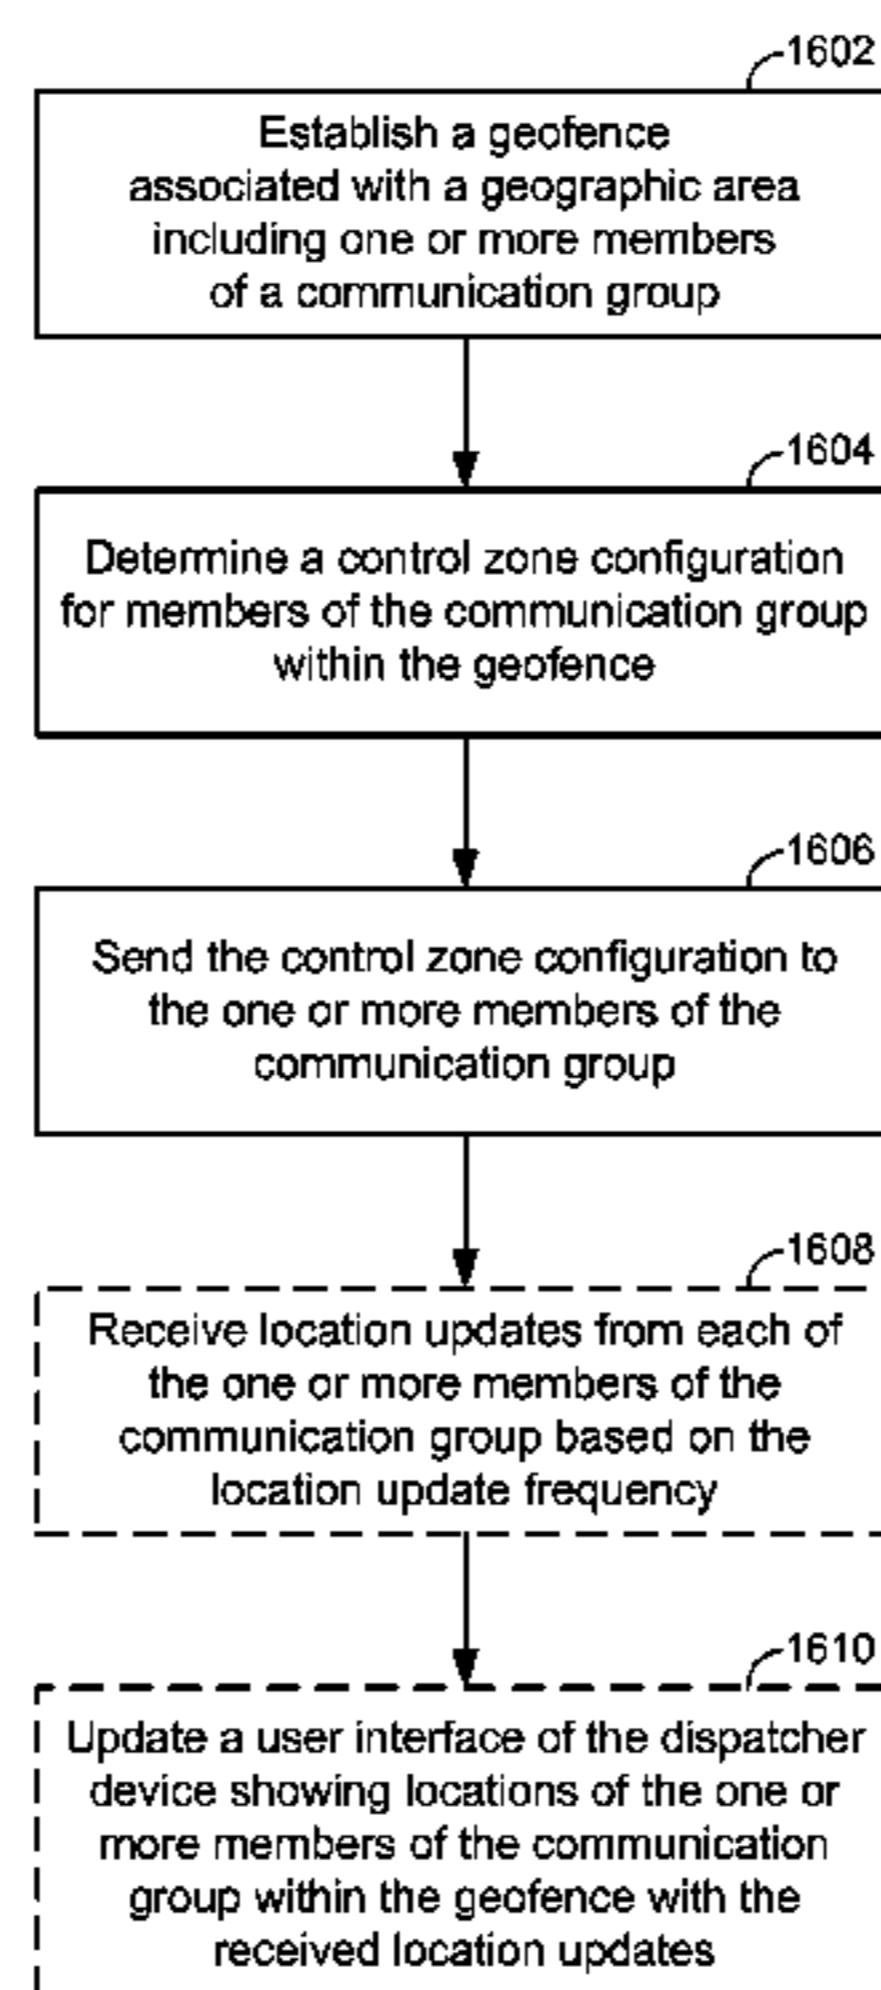 1602
Establish a geofence
associated with a geographic area
including one or more members
of a communication group
1604
Determine a control zone configuration
for members of the communication group
within the geofence
1606
Send the control zone configuration to
the one or more members of the
communication group
1608
Receive location updates from each of
the one or more members of the
communication group based on the
location update frequency
1610
Update a user interface of the dispatcher
device showing locations of the one or
more members of the communication
group within the geofence with the
received location updates